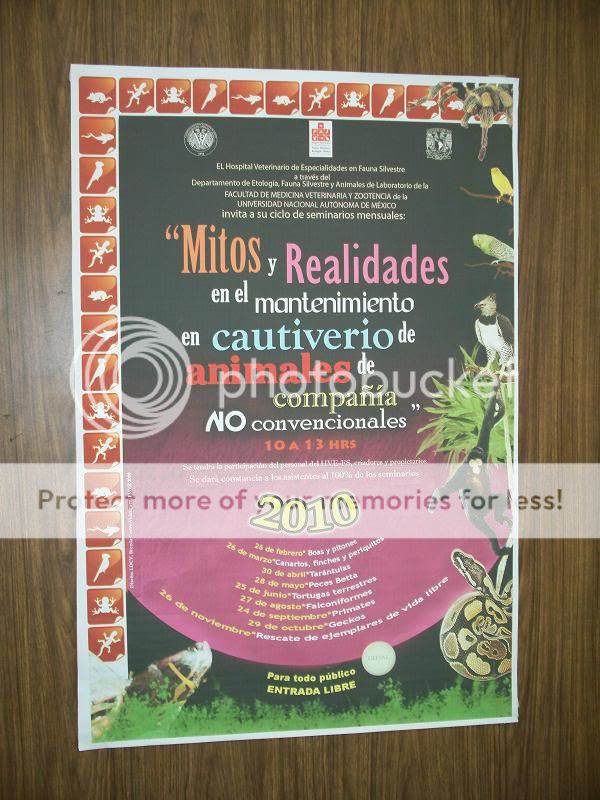 EL Hospital Veterinario de Especialidades en Fauna Silvestre
a través del
Departamento de Etología, Fauna Silvestre y Animales de Laboratorio de la
FACULTAD DE MEDICINA VETERINARIA Y ZOOTENCIA de la
UNIVERSIDAD NACIONAL AUTÓNOMA DE MÉXICO
invita a su ciclo de seminarios mensuales:
"Mitos y Realidades
en el mantenimiento
en cautiverio de
animales de
compañía
NO convencionales"
10 A 13 HRS
photobucket
Se tendrá la participación del personal del HVE-FS, criadores y propietarios
Se dará constancia a los asistentes al 100% de los seminarios
Protect more of your memories for less!
2010
26 de febrero* Boas y pitones
26 de marzo*Canarios, finches y periquitos
30 de abril*Tarántulas
28 de mayo*Peces Betta
25 de junio*Tortugas terrestres
27 de agosto*Falconiformes
24 de septiembre*Primates
29 de octubre*Geckos
26 de noviembre*Rescate de ejemplares de vida libre
Para todo público
ENTRADA LIBRE